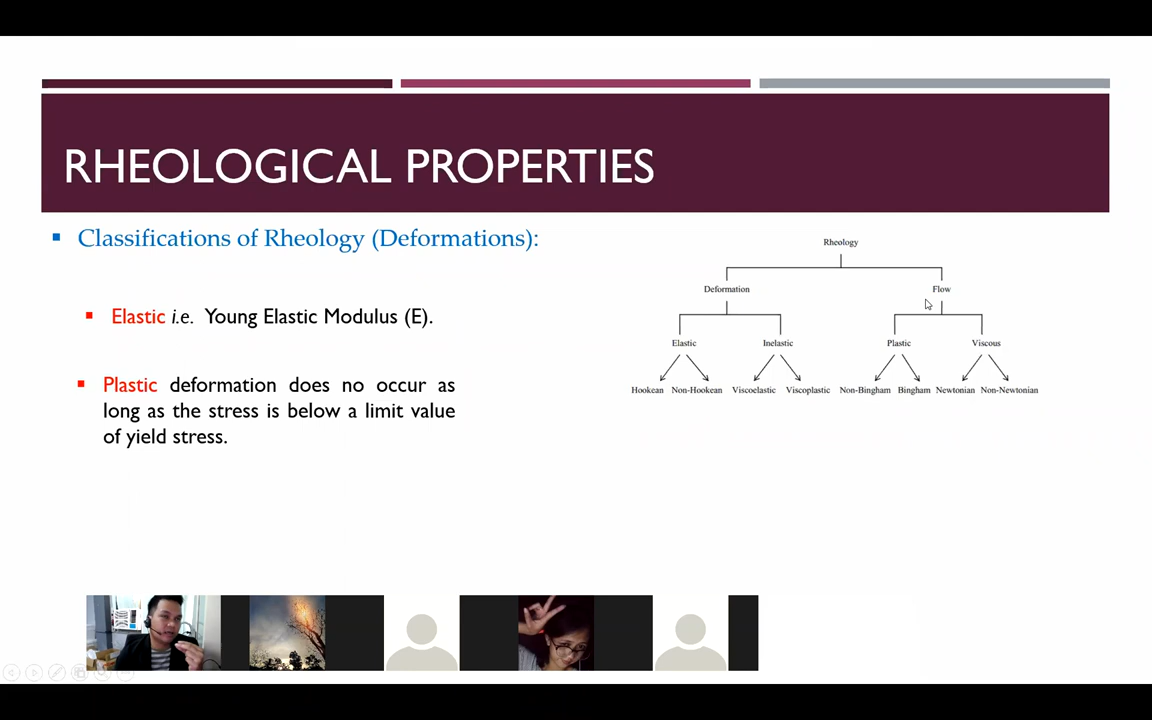 RHEOLOGICAL PROPERTIES
Classifications of Rheology (Deformations):
Elastic i.e. Young Elastic Modulus (E).
Plastic deformation does no occur as
long as the stress is below a limit value
of yield stress.
Rheology
Deformation Flow
Elastic Inelastic Plastic Viscous
Hookean Non-Hookean Viscoelastic Viscoplastic Non-Bingham Bingham Newtonian Non-Newtonian